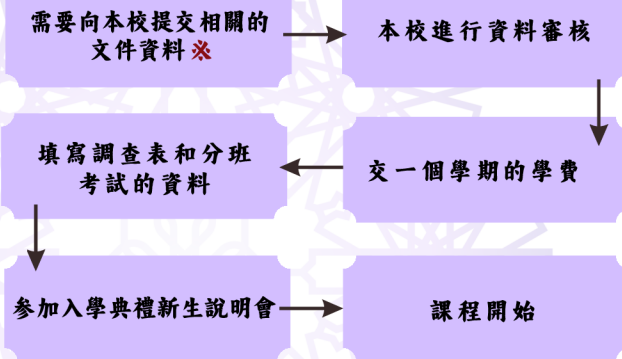 需要向本校提交相關的
文件資料※
本校進行資料審核
交一個學期的學費
填寫調查表和分班
考試的資料
參加入學典禮新生說明會
課程開始